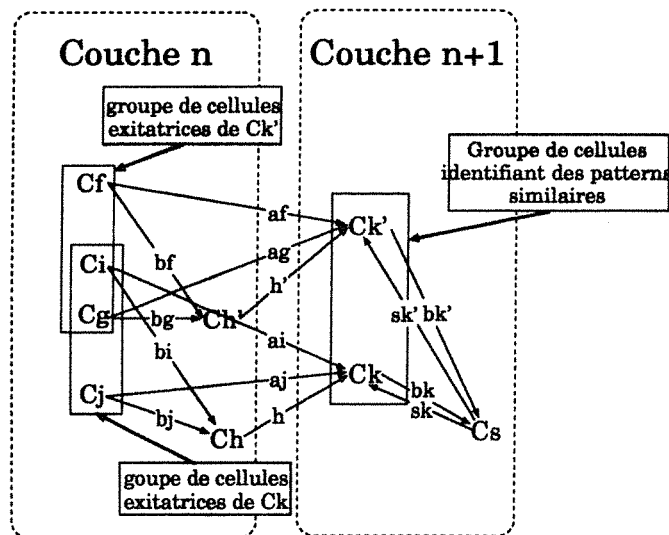 Couche n
Couche n+1
groupe de cellules
exitatrices de Ck'
Groupe de cellules
identifiant des patterns
similaires
Cf
af
Ck'
ag
bf
h'
Ci
Cg
bg
Ch'
sk'
bk'
bi
ai
aj
Ck
bk
Cj
bj
h
sk
Ch
Cs
goupe de cellules
exitatrices de Ck